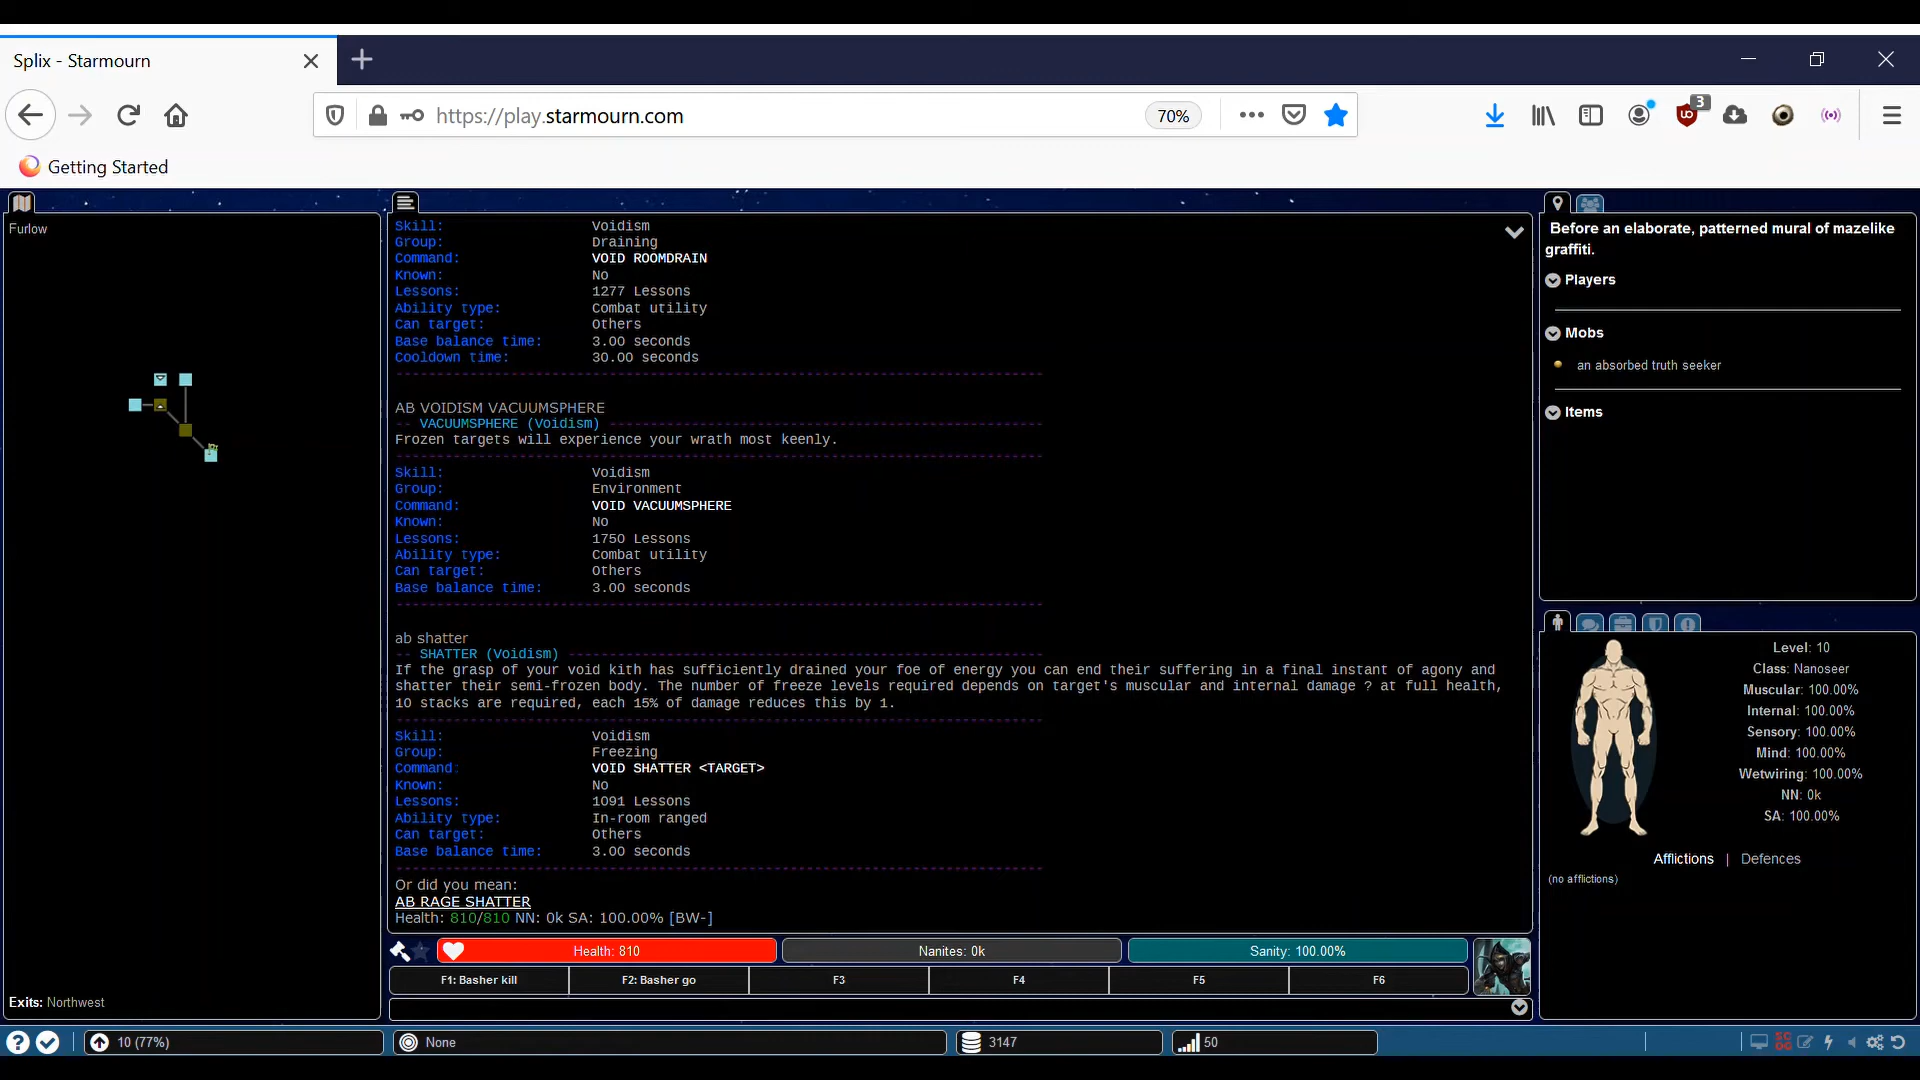 Splix - Starmourn
https://play.starmourn.com
70%
3
Getting Started
Furlow
Exits: Northwest
Skill: Voidism
Group: Draining
Command: VOID ROOMDRAIN
Known: No
Lessons: 1277 Lessons
Ability type: Combat utility
Can target: Others
Base balance time: 3.00 seconds
Cooldown time: 30.00 seconds
AB VOIDISM VACUUMSPHERE
-- VACUUMSPHERE (Voidism)
Frozen targets will experience your wrath most keenly.
Skill: Voidism
Group: Environment
Command: VOID VACUUMSPHERE
Known: No
Lessons: 1750 Lessons
Ability type: Combat utility
Can target: Others
Base balance time: 3.00 seconds
ab shatter
-- SHATTER (Voidism)
If the grasp of your void kith has sufficiently drained your foe of energy you can end their suffering in a final instant of agony and
shatter their semi-frozen body. The number of freeze levels required depends on target's muscular and internal damage ? at full health,
10 stacks are required, each 15% of damage reduces this by 1.
Skill: Voidism
Group: Freezing
Command: VOID SHATTER <TARGET>
Known: No
Lessons: 1091 Lessons
Ability type: In-room ranged
Can target: Others
Base balance time: 3.00 seconds
Or did you mean:
AB RAGE SHATTER
Health: 810/810 NN: 0k SA: 100.00% [BW-]
Health: 810
Nanites: 0k
Sanity: 100.00%
F1: Basher kill
F2: Basher go
F3
F4
F5
F6
Before an elaborate, patterned mural of mazelike
graffiti.
Players
Mobs
an absorbed truth seeker
Items
Level: 10
Class: Nanoseer
Muscular: 100.00%
Internal: 100.00%
Sensory: 100.00%
Mind: 100.00%
Wetwiring: 100.00%
NN: 0k
SA: 100.00%
Afflictions | Defences
(no afflictions)
10 (77%)
None
3147
50